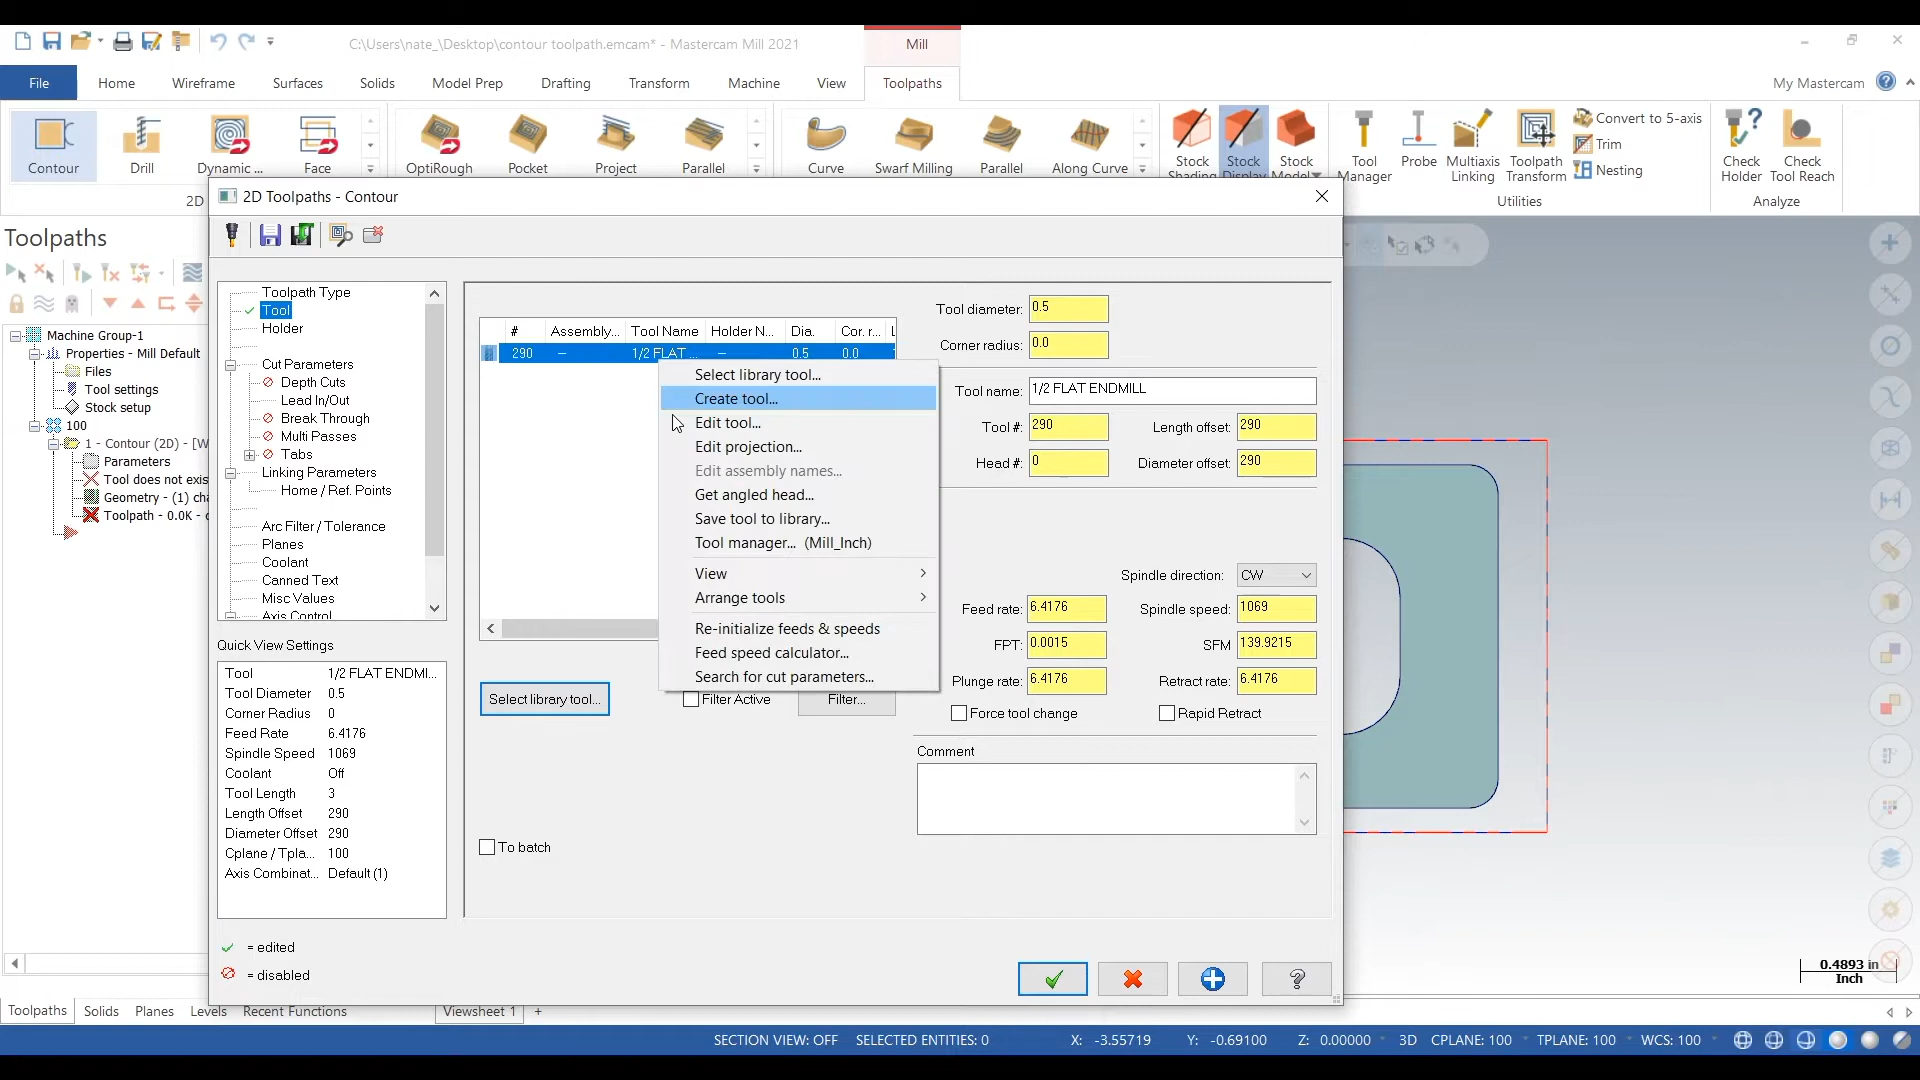 C:\Users\nate_\Desktop\contour toolpath.emcam* - Mastercam Mill 2021
Mill
File Home Wireframe Surfaces Solids Model Prep Drafting Transform Machine View Toolpaths My Mastercam
Contour Drill Dynamic ... Face OptiRough Pocket Project Parallel Curve Swarf Milling Parallel Along Curve
Stock Shading Stock Display Stock Model Tool Manager Probe Multiaxis Linking Toolpath Transform
Convert to 5-axis
Trim
Nesting
Check Holder Check Tool Reach
2D Utilities Analyze
Toolpaths
Machine Group-1
Properties - Mill Default
Files
Tool settings
Stock setup
100
1 - Contour (2D) - [W
Parameters
Tool does not exis
Geometry - (1) cha
Toolpath - 0.0K -
2D Toolpaths - Contour
Toolpath Type
Tool
Holder
Cut Parameters
Depth Cuts
Lead In/Out
Break Through
Multi Passes
Tabs
Linking Parameters
Home / Ref. Points
Arc Filter / Tolerance
Planes
Coolant
Canned Text
Misc Values
Axis Control
Quick View Settings
Tool 1/2 FLAT ENDMIL...
Tool Diameter 0.5
Corner Radius 0
Feed Rate 6.4176
Spindle Speed 1069
Coolant Off
Tool Length 3
Length Offset 290
Diameter Offset 290
Cplane / Tpla... 100
Axis Combinat... Default (1)
= edited
= disabled
# Assembly... Tool Name Holder N... Dia. Cor. r...
290 -- 1/2 FLAT ... -- 0.5 0.0
Select library tool...
Create tool...
Edit tool...
Edit projection...
Edit assembly names...
Get angled head...
Save tool to library...
Tool manager... (Mill_Inch)
View
Arrange tools
Re-initialize feeds & speeds
Feed speed calculator...
Search for cut parameters...
Select library tool... Filter Active Filter...
To batch
Tool diameter: 0.5
Corner radius: 0.0
Tool name: 1/2 FLAT ENDMILL
Tool #: 290 Length offset: 290
Head #: 0 Diameter offset: 290
Spindle direction: CW
Feed rate: 6.4176 Spindle speed: 1069
FPT: 0.0015 SFM 139.9215
Plunge rate: 6.4176 Retract rate: 6.4176
Force tool change Rapid Retract
Comment
0.4893 in
Inch
Toolpaths Solids Planes Levels Recent Functions Viewsheet 1 +
SECTION VIEW: OFF SELECTED ENTITIES: 0 X: -3.55719 Y: -0.69100 Z: 0.00000 3D CPLANE: 100 TPLANE: 100 WCS: 100